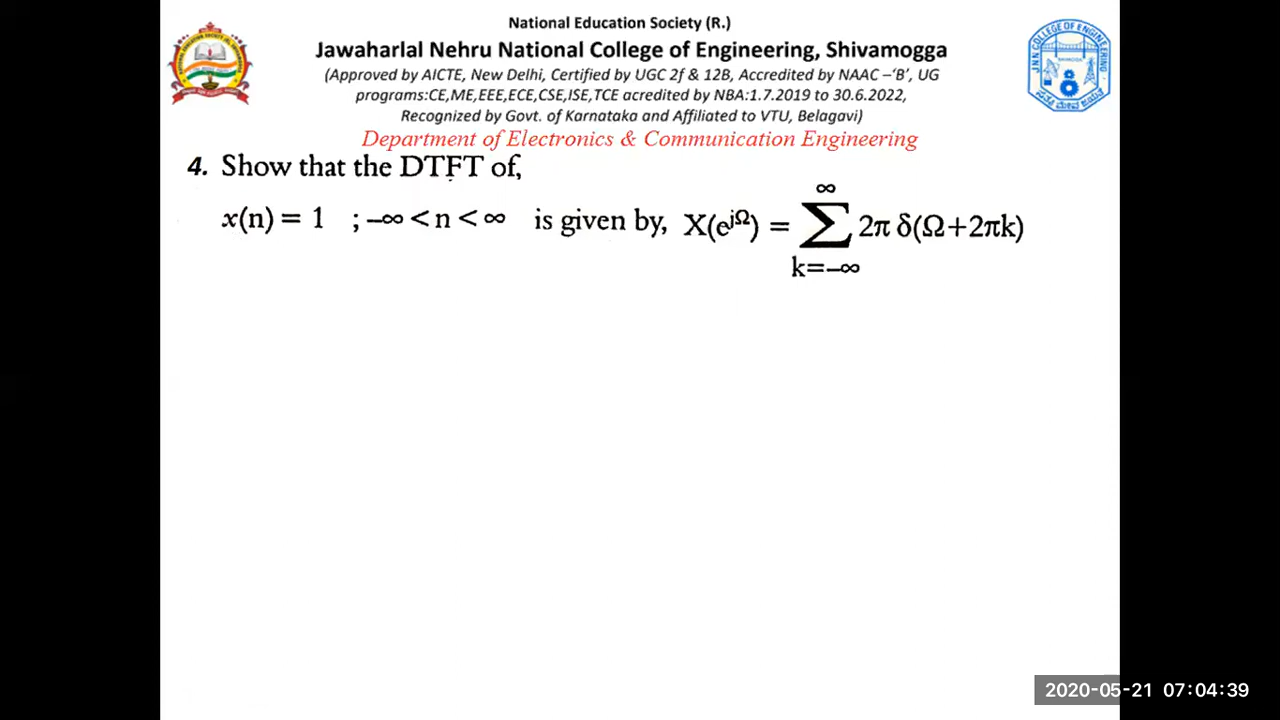 National Education Society (R.)
Jawaharlal Nehru National College of Engineering, Shivamogga
(Approved by AICTE, New Delhi, Certified by UGC 2f & 12B, Accredited by NAAC –‘B’, UG
programs:CE,ME,EEE,ECE,CSE,ISE,TCE acredited by NBA:1.7.2019 to 30.6.2022,
Recognized by Govt. of Karnataka and Affiliated to VTU, Belagavi)
Department of Electronics & Communication Engineering
4. Show that the DTFT of,
x(n) = 1 ; –∞ < n < ∞ is given by, X(e^{jΩ}) = ∑_{k=–∞}^{∞} 2π δ(Ω+2πk)
2020-05-21 07:04:39